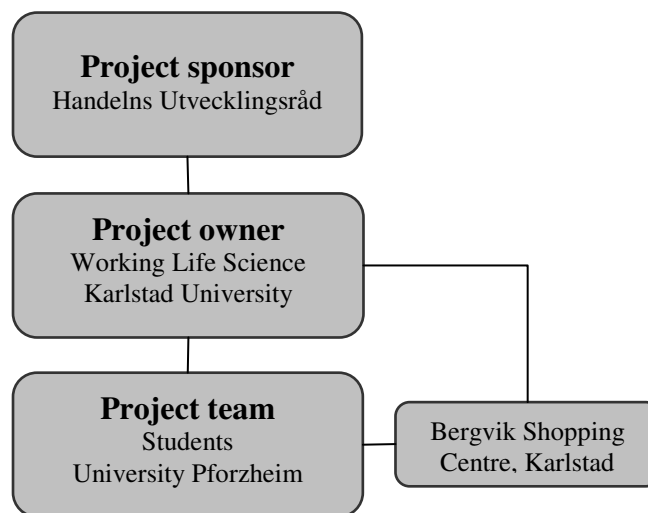 Project sponsor
Handelns Utvecklingsråd
Project owner
Working Life Science
Karlstad University
Project team
Students
University Pforzheim
Bergvik Shopping
Centre, Karlstad